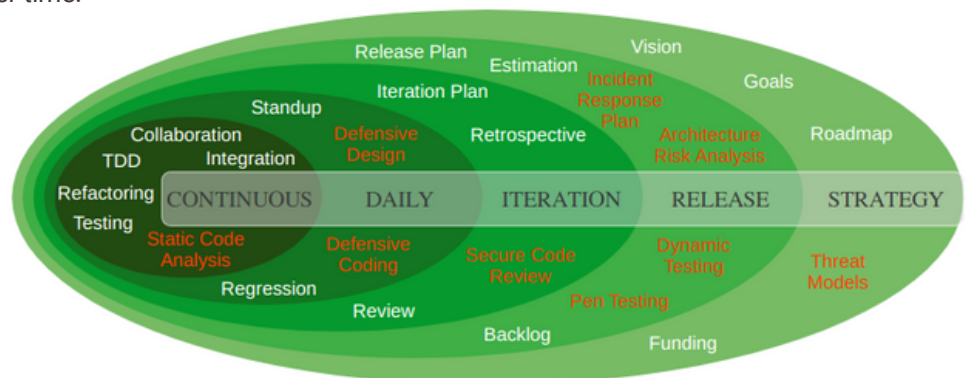 er time.
Release Plan
Vision
Estimation
Goals
Iteration Plan
Incident
Response
Plan
Standup
Collaboration
Defensive
Design
Retrospective
Architecture
Risk Analysis
Roadmap
TDD
Integration
Refactoring
CONTINUOUS DAILY ITERATION RELEASE STRATEGY
Testing
Static Code
Analysis
Defensive
Coding
Secure Code
Review
Dynamic
Testing
Threat
Models
Regression
Pen Testing
Review
Backlog
Funding